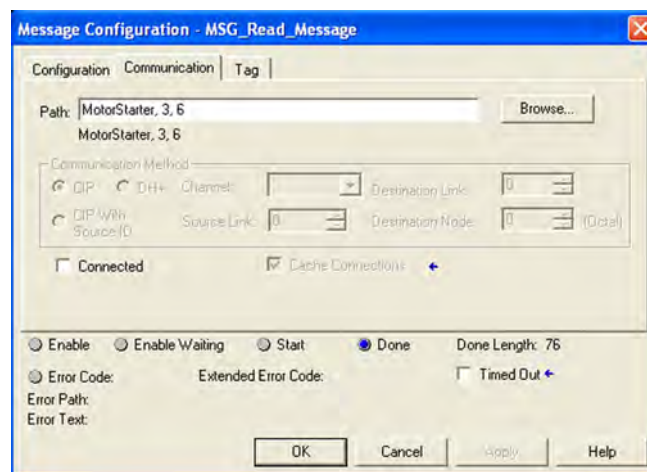 Message Configuration - MSG_Read_Message
Configuration Communication Tag
Path: MotorStarter, 3, 6 Browse...
MotorStarter, 3, 6
Communication Method
CIP DH+ Channel: Destination Link: 0
CIP With Source ID Source Link: 0 Destination Node: 0 (Octal)
Connected Cache Connections ←
Enable Enable Waiting Start Done Done Length: 76
Error Code: Extended Error Code: Timed Out ←
Error Path:
Error Text:
OK Cancel Apply Help